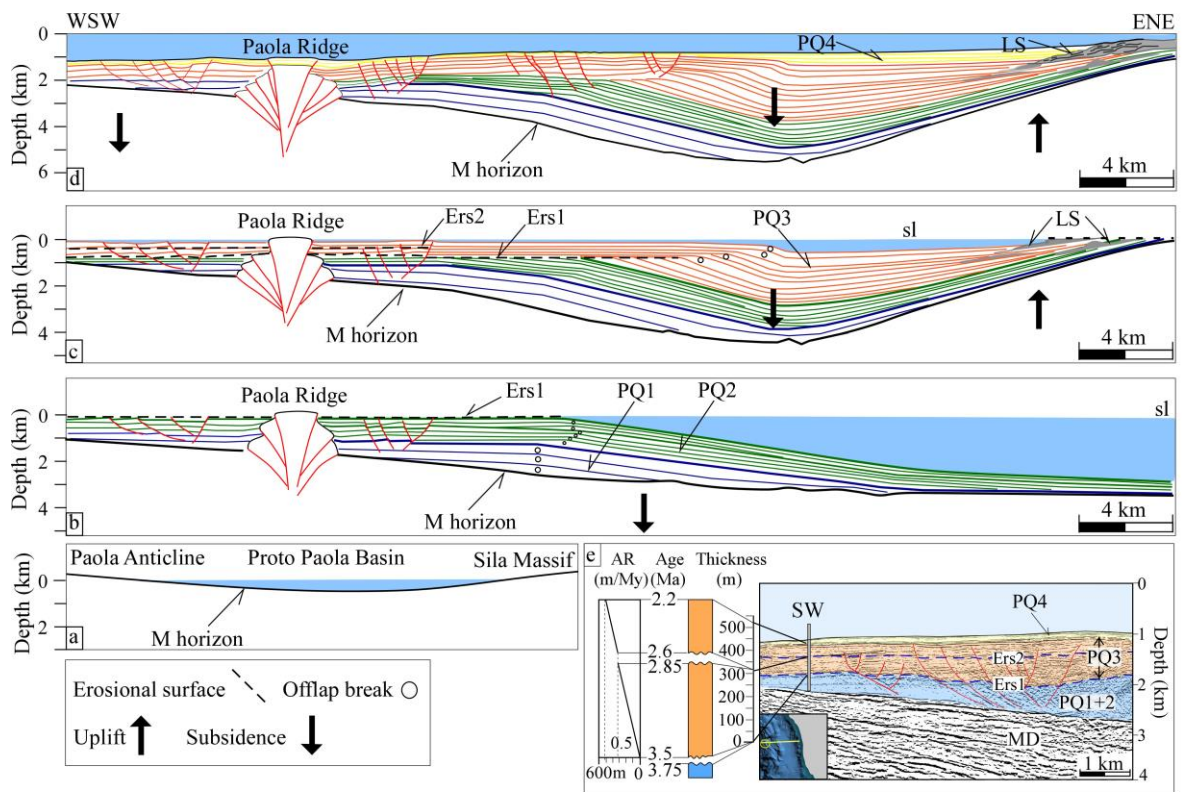 WSW
ENE
Paola Ridge
PQ4
LS
Depth (km)
0
2
4
6
M horizon
4 km
d
Paola Ridge
Ers2
Ers1
PQ3
sl
LS
Depth (km)
0
2
4
M horizon
4 km
c
Paola Ridge
Ers1
PQ1
PQ2
sl
Depth (km)
0
2
4
M horizon
4 km
b
Paola Anticline
Proto Paola Basin
Sila Massif
Depth (km)
0
2
M horizon
a
Erosional surface
Offlap break
Uplift
Subsidence
e
AR
(m/My)
Age
(Ma)
Thickness
(m)
2.2
2.6
2.85
3.5
3.75
0.5
600m
0
500
400
300
200
100
0
SW
PQ4
Ers2
PQ3
Ers1
PQ1+2
MD
1 km
0
1
2
3
4
Depth (km)